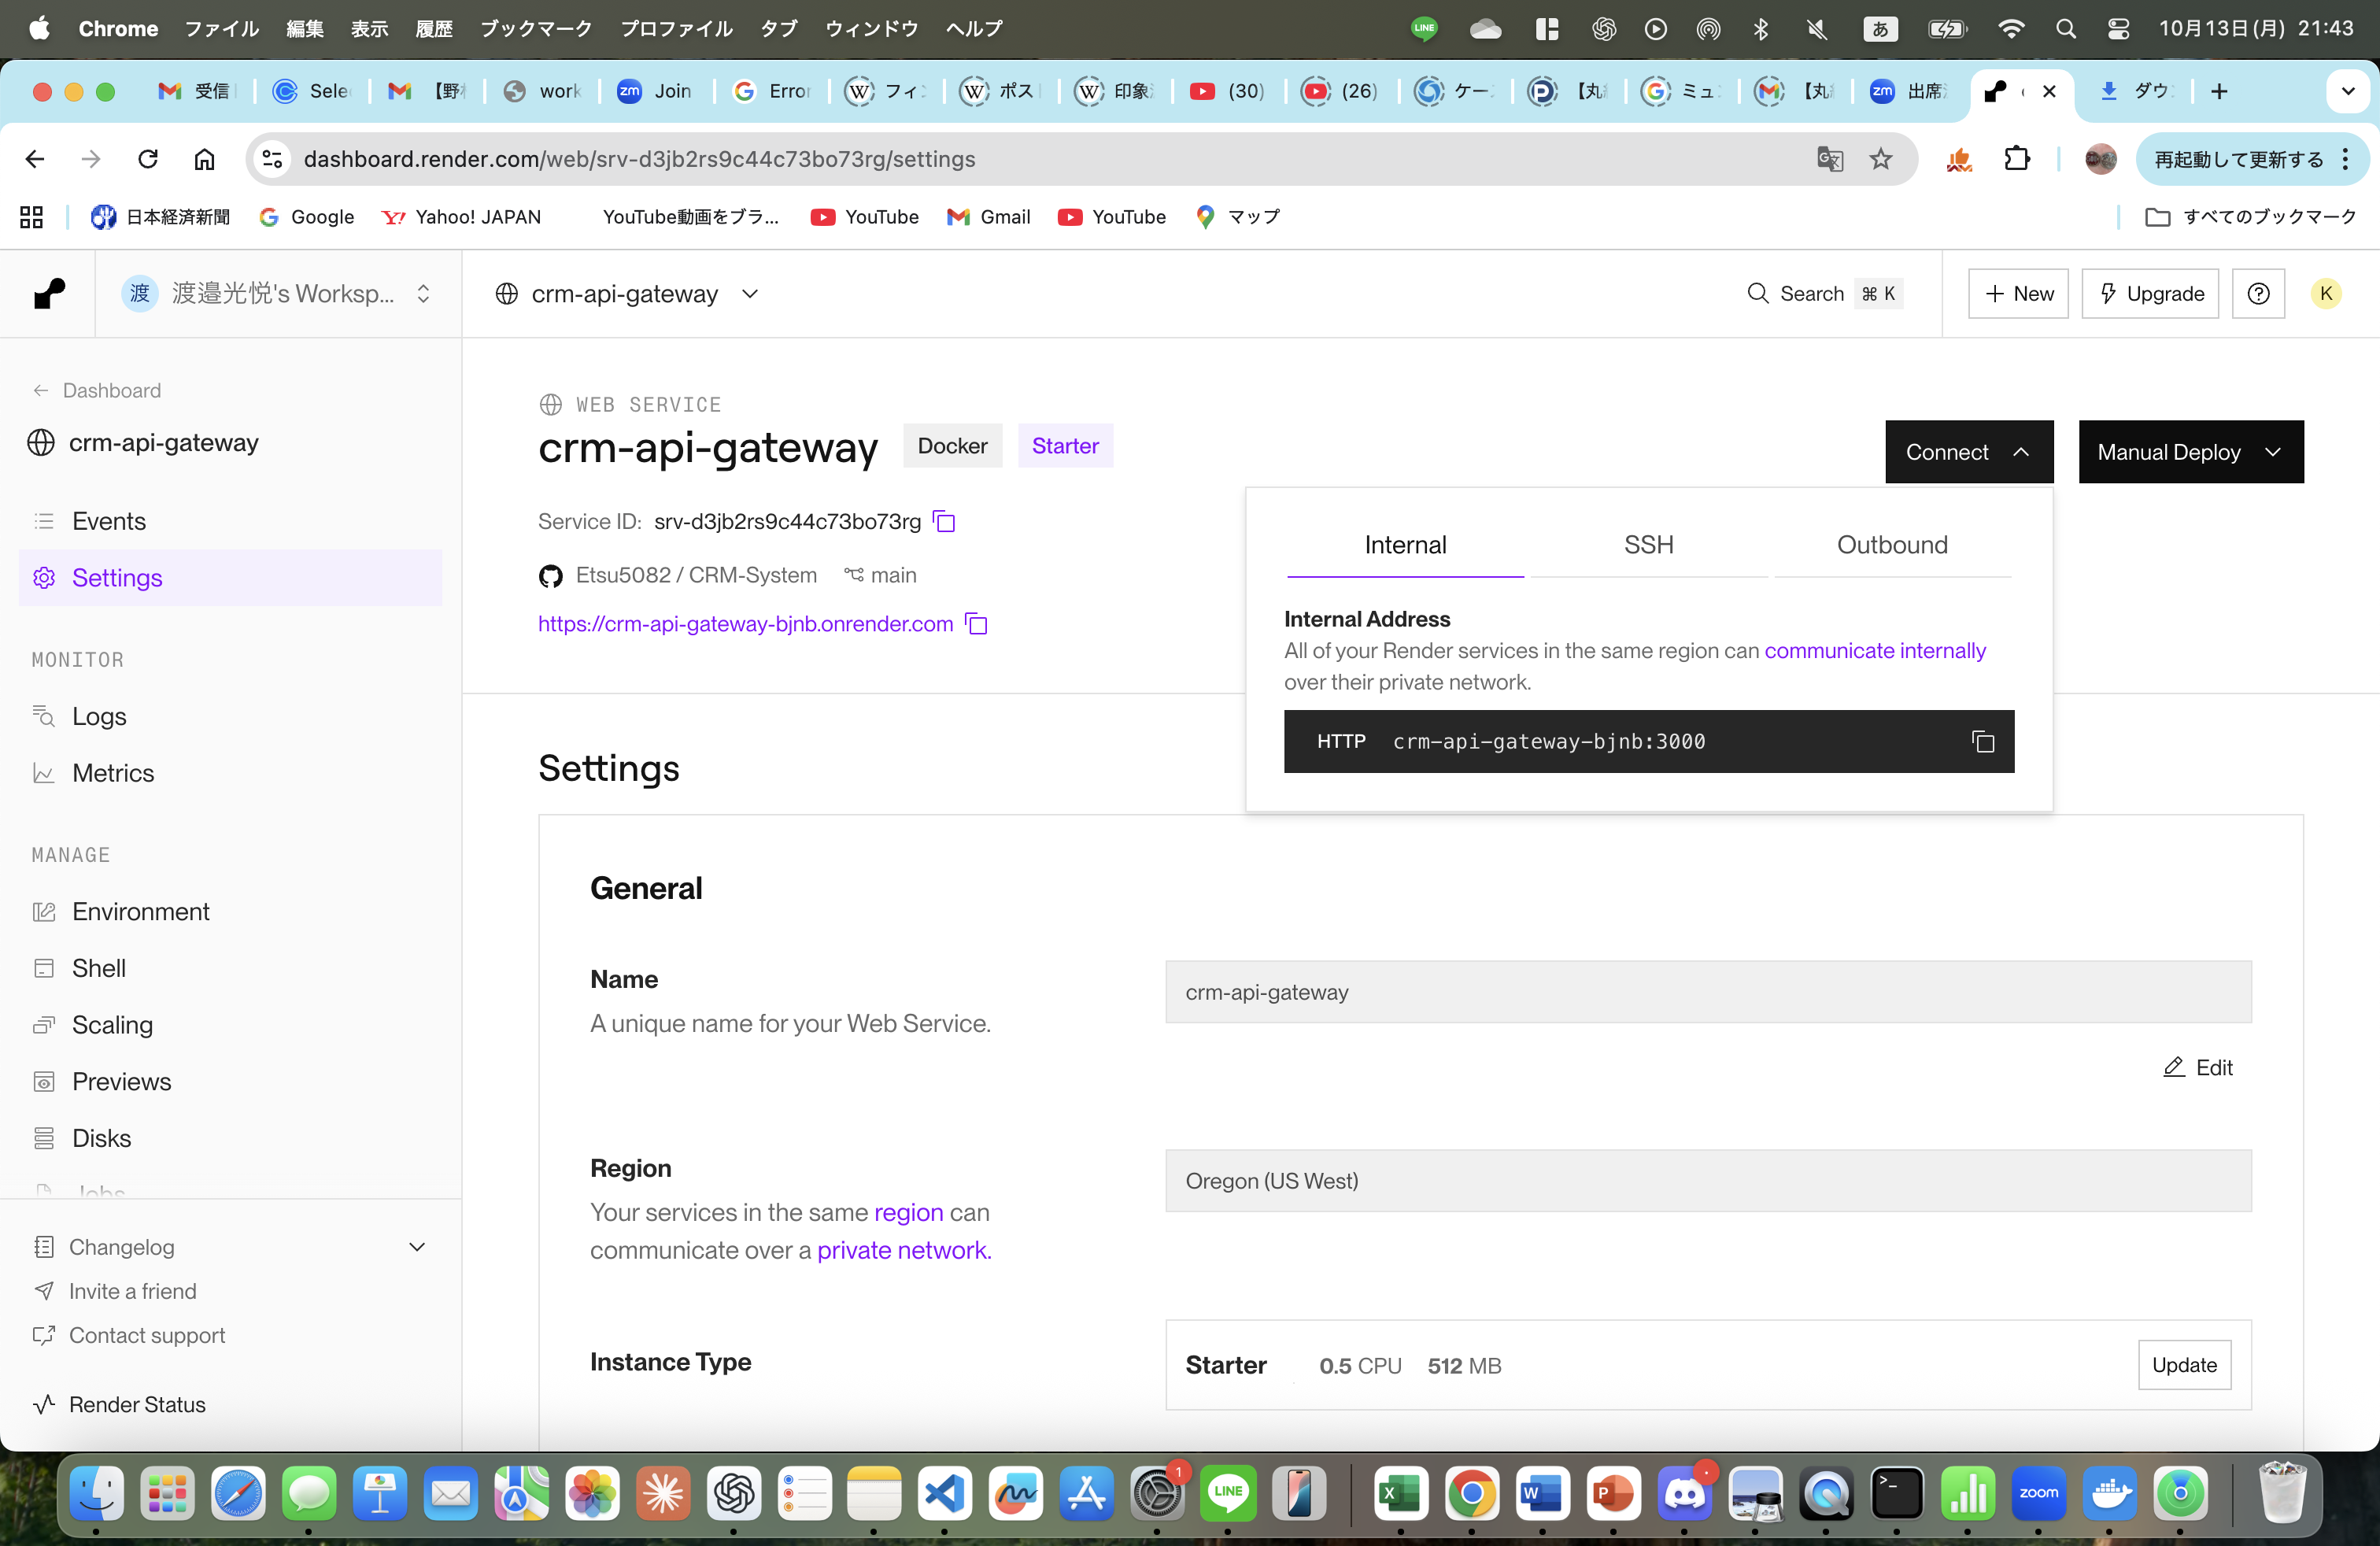 Chrome ファイル 編集 表示 履歴 ブックマーク プロファイル タブ ウィンドウ ヘルプ LINE あ 10月13日(月) 21:43
受信 Sele 【野 work zm Join Error フィ ポス 印象 (30) (26) ケー 【丸 ミュ 【丸 zm 出席 ダウ
dashboard.render.com/web/srv-d3jb2rs9c44c73bo73rg/settings 再起動して更新する
日本経済新聞 Google Yahoo! JAPAN YouTube動画をブラ... YouTube Gmail YouTube マップ すべてのブックマーク
渡 渡邉光悦's Worksp... crm-api-gateway Search ⌘ K + New Upgrade K
Dashboard
crm-api-gateway
Events
Settings
MONITOR
Logs
Metrics
MANAGE
Environment
Shell
Scaling
Previews
Disks
Jobs
Changelog
Invite a friend
Contact support
Render Status
WEB SERVICE
crm-api-gateway Docker Starter
Connect Manual Deploy
Service ID: srv-d3jb2rs9c44c73bo73rg
Etsu5082 / CRM-System main
https://crm-api-gateway-bjnb.onrender.com
Internal SSH Outbound
Internal Address
All of your Render services in the same region can communicate internally
over their private network.
HTTP crm-api-gateway-bjnb:3000
Settings
General
Name
A unique name for your Web Service.
crm-api-gateway
Edit
Region
Your services in the same region can
communicate over a private network.
Oregon (US West)
Instance Type
Starter 0.5 CPU 512 MB
Update
1
LINE
zoom